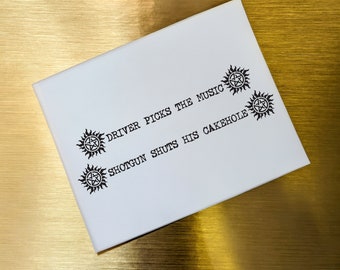 DRIVER PICKS THE MUSIC
SHOTGUN SHUTS HIS CAKEHOLE